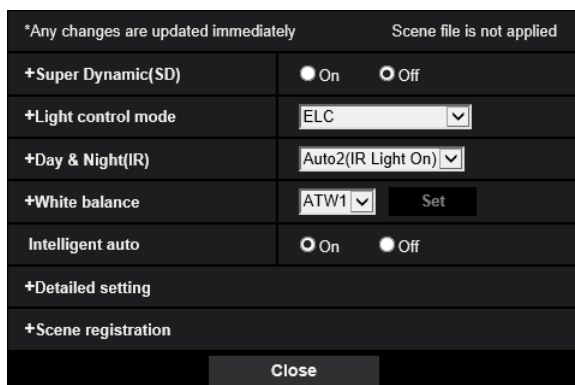 *Any changes are updated immediately Scene file is not applied
+Super Dynamic(SD) On Off
+Light control mode ELC
+Day & Night(IR) Auto2(IR Light On)
+White balance ATW1 Set
Intelligent auto On Off
+Detailed setting
+Scene registration
Close